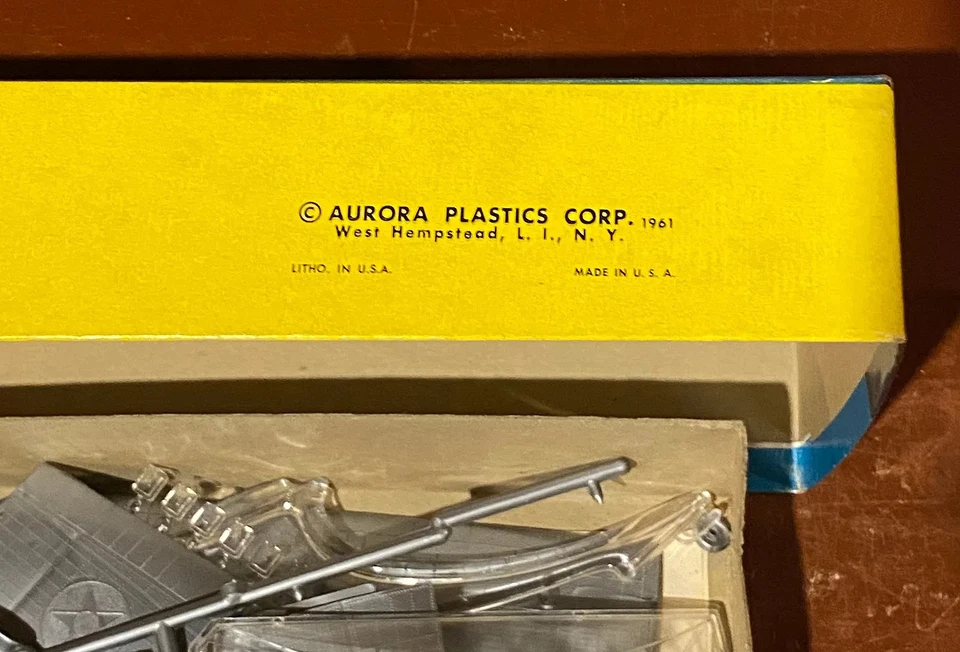 © AURORA PLASTICS CORP. 1961
West Hempstead, L. I., N. Y.
LITHO. IN U.S.A. MADE IN U. S. A.